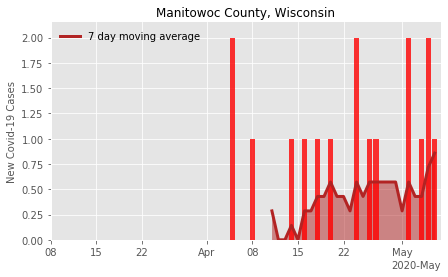 Manitowoc County, Wisconsin
7 day moving average
New Covid-19 Cases
2.00
1.75
1.50
1.25
1.00
0.75
0.50
0.25
0.00
08 15 22 Apr 08 15 22 May
2020-May